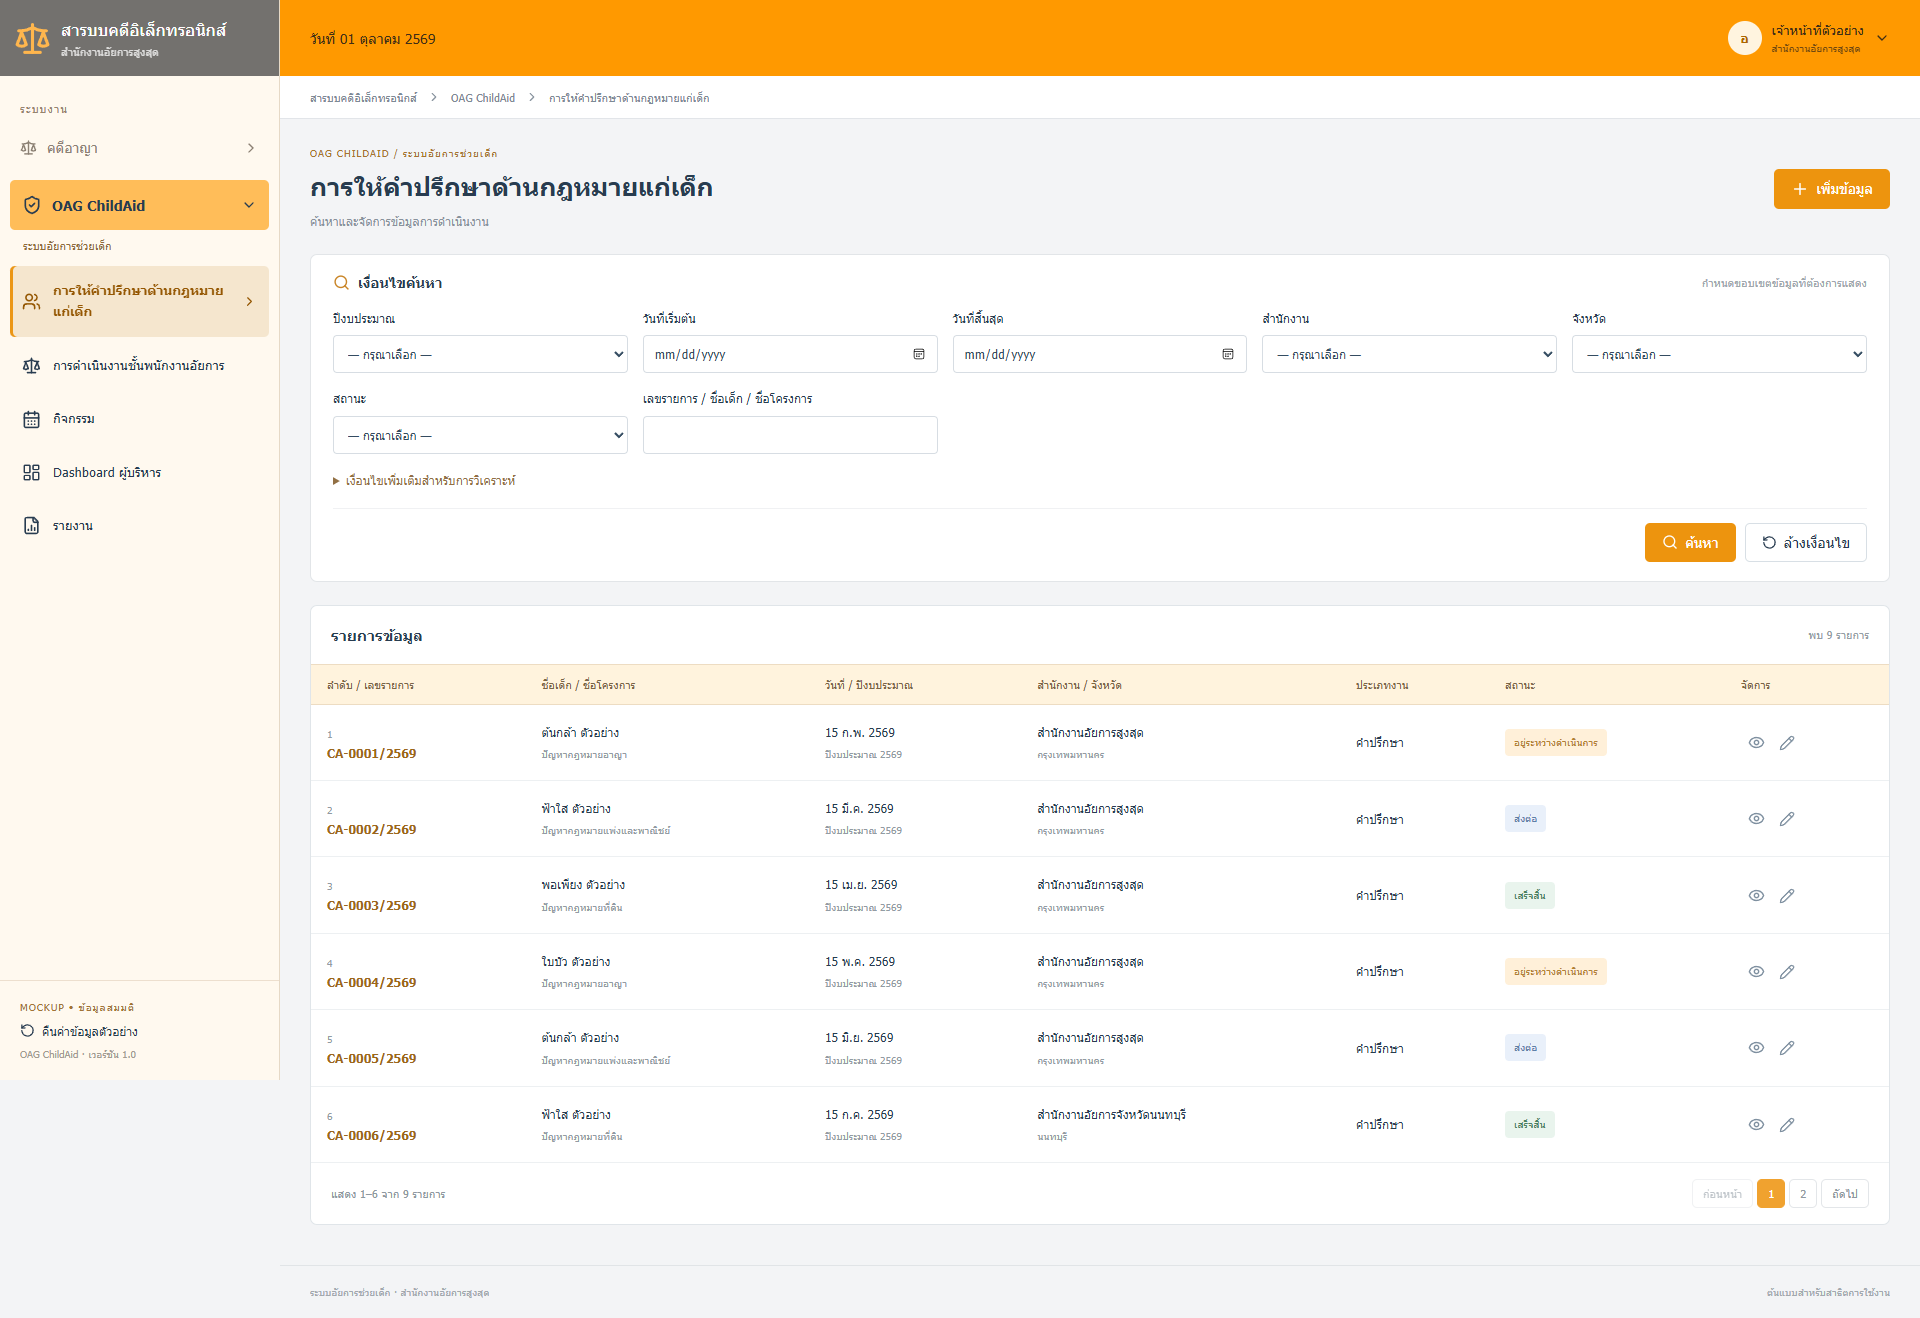 สารบบคดีอิเล็กทรอนิกส์
สำนักงานอัยการสูงสุด
วันที่ 01 ตุลาคม 2569
อ
เจ้าหน้าที่ตัวอย่าง
สำนักงานอัยการสูงสุด
ระบบงาน
คดีอาญา
OAG ChildAid
ระบบอัยการช่วยเด็ก
การให้คำปรึกษาด้านกฎหมาย
แก่เด็ก
การดำเนินงานชั้นพนักงานอัยการ
กิจกรรม
Dashboard ผู้บริหาร
รายงาน
MOCKUP • ข้อมูลสมมติ
คืนค่าข้อมูลตัวอย่าง
OAG ChildAid · เวอร์ชัน 1.0
สารบบคดีอิเล็กทรอนิกส์ > OAG ChildAid > การให้คำปรึกษาด้านกฎหมายแก่เด็ก
OAG CHILDAID / ระบบอัยการช่วยเด็ก
การให้คำปรึกษาด้านกฎหมายแก่เด็ก
ค้นหาและจัดการข้อมูลการดำเนินงาน
เพิ่มข้อมูล
เงื่อนไขค้นหา
กำหนดขอบเขตข้อมูลที่ต้องการแสดง
ปีงบประมาณ วันที่เริ่มต้น วันที่สิ้นสุด สำนักงาน จังหวัด
— กรุณาเลือก — mm/dd/yyyy mm/dd/yyyy — กรุณาเลือก — — กรุณาเลือก —
สถานะ เลขรายการ / ชื่อเด็ก / ชื่อโครงการ
— กรุณาเลือก —
เงื่อนไขเพิ่มเติมสำหรับการวิเคราะห์
ค้นหา ล้างเงื่อนไข
รายการข้อมูล
พบ 9 รายการ
ลำดับ / เลขรายการ ชื่อเด็ก / ชื่อโครงการ วันที่ / ปีงบประมาณ สำนักงาน / จังหวัด ประเภทงาน สถานะ จัดการ
1 ต้นกล้า ตัวอย่าง 15 ก.พ. 2569 สำนักงานอัยการสูงสุด คำปรึกษา อยู่ระหว่างดำเนินการ
CA-0001/2569 ปัญหากฎหมายอาญา ปีงบประมาณ 2569 กรุงเทพมหานคร
2 ฟ้าใส ตัวอย่าง 15 มี.ค. 2569 สำนักงานอัยการสูงสุด คำปรึกษา ส่งต่อ
CA-0002/2569 ปัญหากฎหมายแพ่งและพาณิชย์ ปีงบประมาณ 2569 กรุงเทพมหานคร
3 พอเพียง ตัวอย่าง 15 เม.ย. 2569 สำนักงานอัยการสูงสุด คำปรึกษา เสร็จสิ้น
CA-0003/2569 ปัญหากฎหมายที่ดิน ปีงบประมาณ 2569 กรุงเทพมหานคร
4 ใบบัว ตัวอย่าง 15 พ.ค. 2569 สำนักงานอัยการสูงสุด คำปรึกษา อยู่ระหว่างดำเนินการ
CA-0004/2569 ปัญหากฎหมายอาญา ปีงบประมาณ 2569 กรุงเทพมหานคร
5 ต้นกล้า ตัวอย่าง 15 มิ.ย. 2569 สำนักงานอัยการสูงสุด คำปรึกษา ส่งต่อ
CA-0005/2569 ปัญหากฎหมายแพ่งและพาณิชย์ ปีงบประมาณ 2569 กรุงเทพมหานคร
6 ฟ้าใส ตัวอย่าง 15 ก.ค. 2569 สำนักงานอัยการจังหวัดนนทบุรี คำปรึกษา เสร็จสิ้น
CA-0006/2569 ปัญหากฎหมายที่ดิน ปีงบประมาณ 2569 นนทบุรี
แสดง 1–6 จาก 9 รายการ
ก่อนหน้า 1 2 ถัดไป
ระบบอัยการช่วยเด็ก · สำนักงานอัยการสูงสุด
ต้นแบบสำหรับสาธิตการใช้งาน